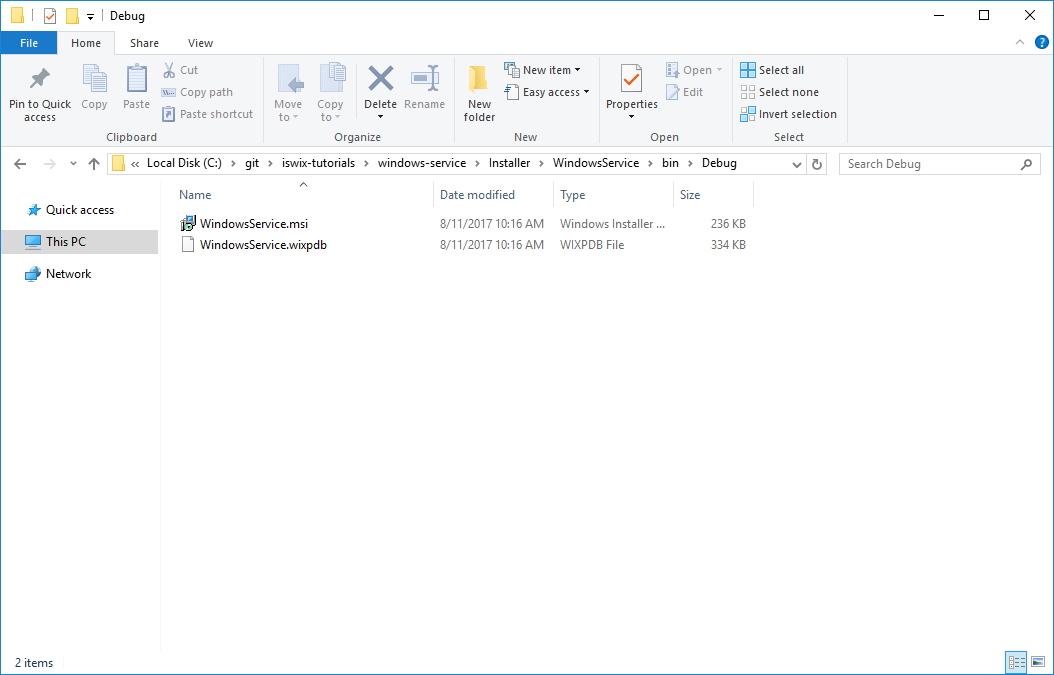 Debug
File Home Share View
Pin to Quick access
Copy
Paste
Cut
Copy path
Paste shortcut
Clipboard
Move to
Copy to
Delete
Rename
Organize
New folder
New item
Easy access
New
Properties
Open
Edit
Open
Select all
Select none
Invert selection
Select
« Local Disk (C:) > git > iswix-tutorials > windows-service > Installer > WindowsService > bin > Debug
Search Debug
Quick access
This PC
Network
Name Date modified Type Size
WindowsService.msi 8/11/2017 10:16 AM Windows Installer ... 236 KB
WindowsService.wixpdb 8/11/2017 10:16 AM WIXPDB File 334 KB
2 items